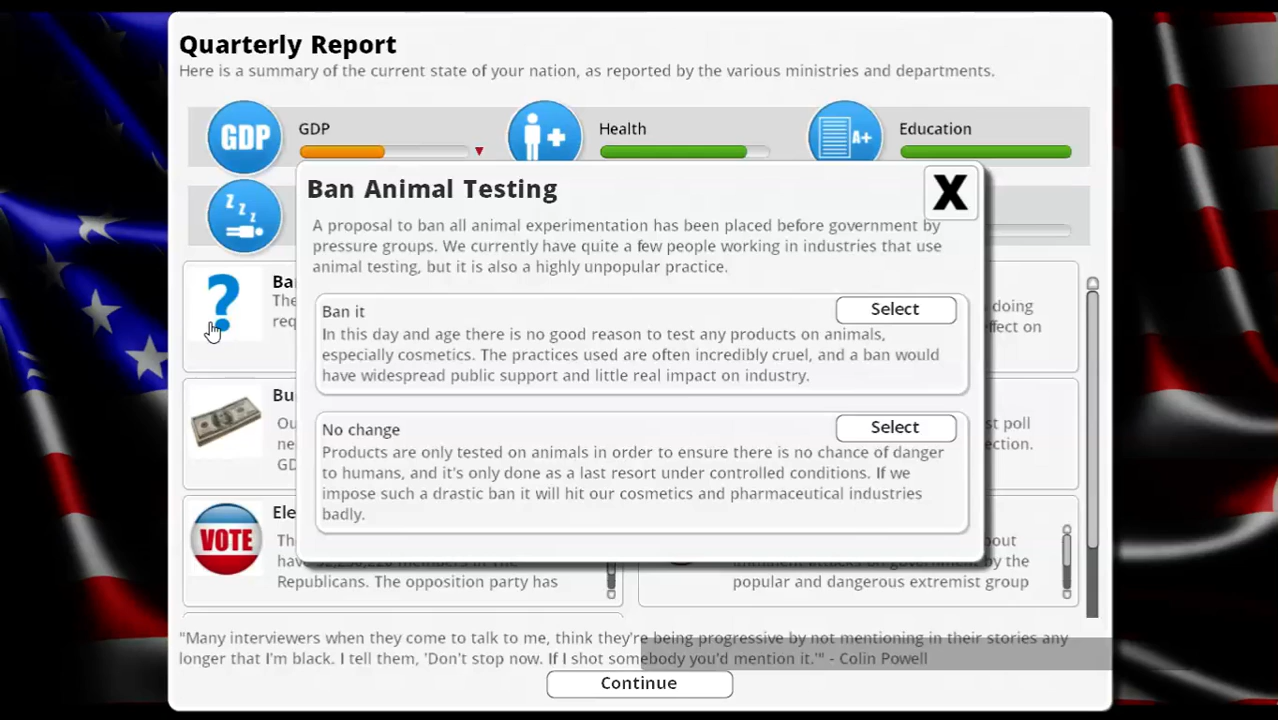 Quarterly Report
Here is a summary of the current state of your nation, as reported by the various ministries and departments.
GDP
GDP
Health
A+
Education
z z z
Ban Animal Testing
X
A proposal to ban all animal experimentation has been placed before government by
pressure groups. We currently have quite a few people working in industries that use
animal testing, but it is also a highly unpopular practice.
Ban it
Select
In this day and age there is no good reason to test any products on animals,
especially cosmetics. The practices used are often incredibly cruel, and a ban would
have widespread public support and little real impact on industry.
No change
Select
Products are only tested on animals in order to ensure there is no chance of danger
to humans, and it's only done as a last resort under controlled conditions. If we
impose such a drastic ban it will hit our cosmetics and pharmaceutical industries
badly.
?
Ba
The
req
doing
effect on
Bu
Ou
ne
GD
st poll
ection.
VOTE
Ele
Th
hav
Republicans. The opposition party has
bout
imminent attacks on government by the
popular and dangerous extremist group
"Many interviewers when they come to talk to me, think they're being progressive by not mentioning in their stories any
longer that I'm black. I tell them, 'Don't stop now. If I shot somebody you'd mention it.'" - Colin Powell
Continue